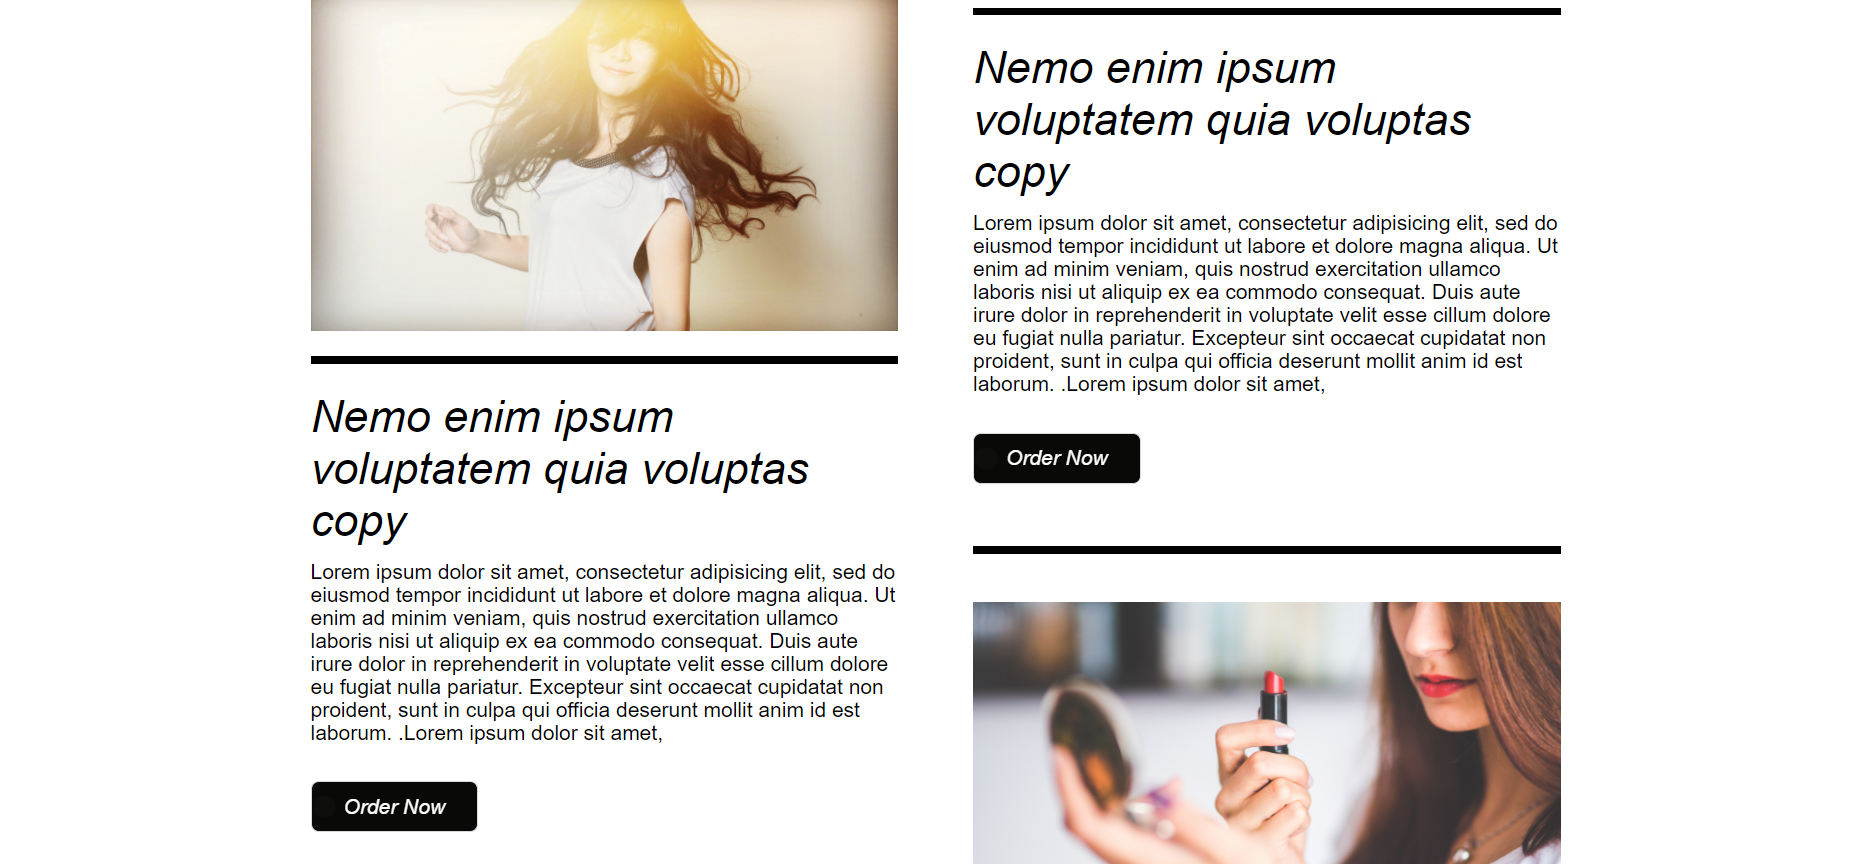 Nemo enim ipsum
voluptatem quia voluptas
copy
Lorem ipsum dolor sit amet, consectetur adipisicing elit, sed do
eiusmod tempor incididunt ut labore et dolore magna aliqua. Ut
enim ad minim veniam, quis nostrud exercitation ullamco
laboris nisi ut aliquip ex ea commodo consequat. Duis aute
irure dolor in reprehenderit in voluptate velit esse cillum dolore
eu fugiat nulla pariatur. Excepteur sint occaecat cupidatat non
proident, sunt in culpa qui officia deserunt mollit anim id est
laborum. .Lorem ipsum dolor sit amet,
Order Now
Nemo enim ipsum
voluptatem quia voluptas
copy
Lorem ipsum dolor sit amet, consectetur adipisicing elit, sed do
eiusmod tempor incididunt ut labore et dolore magna aliqua. Ut
enim ad minim veniam, quis nostrud exercitation ullamco
laboris nisi ut aliquip ex ea commodo consequat. Duis aute
irure dolor in reprehenderit in voluptate velit esse cillum dolore
eu fugiat nulla pariatur. Excepteur sint occaecat cupidatat non
proident, sunt in culpa qui officia deserunt mollit anim id est
laborum. .Lorem ipsum dolor sit amet,
Order Now